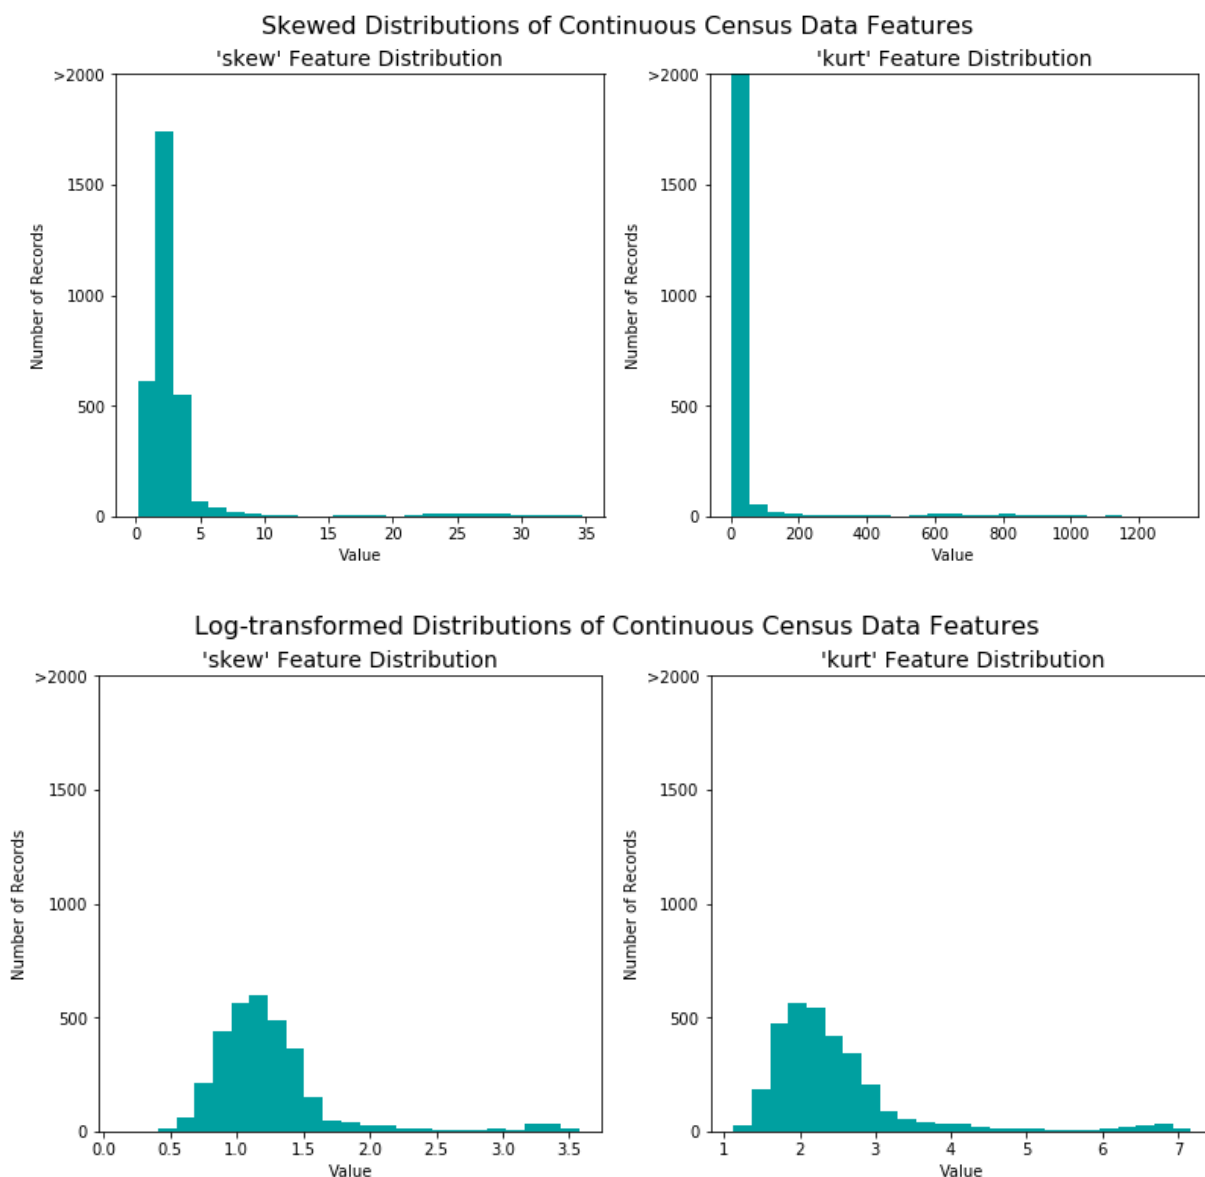 Skewed Distributions of Continuous Census Data Features
'skew' Feature Distribution
>2000
1500
1000
500
0
Number of Records
0 5 10 15 20 25 30 35
Value
'kurt' Feature Distribution
>2000
1500
1000
500
0
Number of Records
0 200 400 600 800 1000 1200
Value
Log-transformed Distributions of Continuous Census Data Features
'skew' Feature Distribution
>2000
1500
1000
500
0
Number of Records
0.0 0.5 1.0 1.5 2.0 2.5 3.0 3.5
Value
'kurt' Feature Distribution
>2000
1500
1000
500
0
Number of Records
1 2 3 4 5 6 7
Value